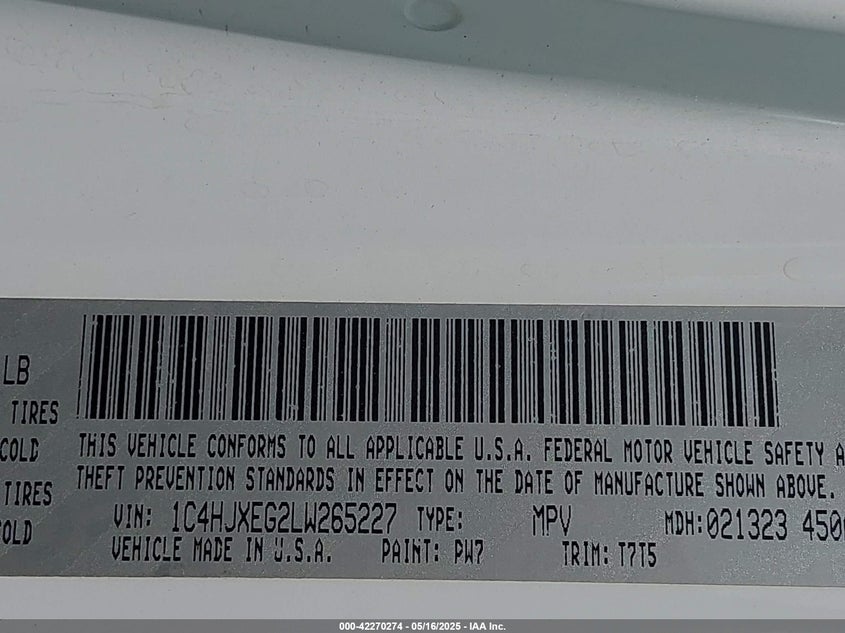 LB
TIRES
COLD
TIRES
COLD
THIS VEHICLE CONFORMS TO ALL APPLICABLE U.S.A. FEDERAL MOTOR VEHICLE SAFETY A
THEFT PREVENTION STANDARDS IN EFFECT ON THE DATE OF MANUFACTURE SHOWN ABOVE.
VIN: 1C4HJXEG2LW265227 TYPE: MPV MDH:021323 450
VEHICLE MADE IN U.S.A. PAINT: PW7 TRIM: T7T5
000-42270274 - 05/16/2025 - IAA Inc.